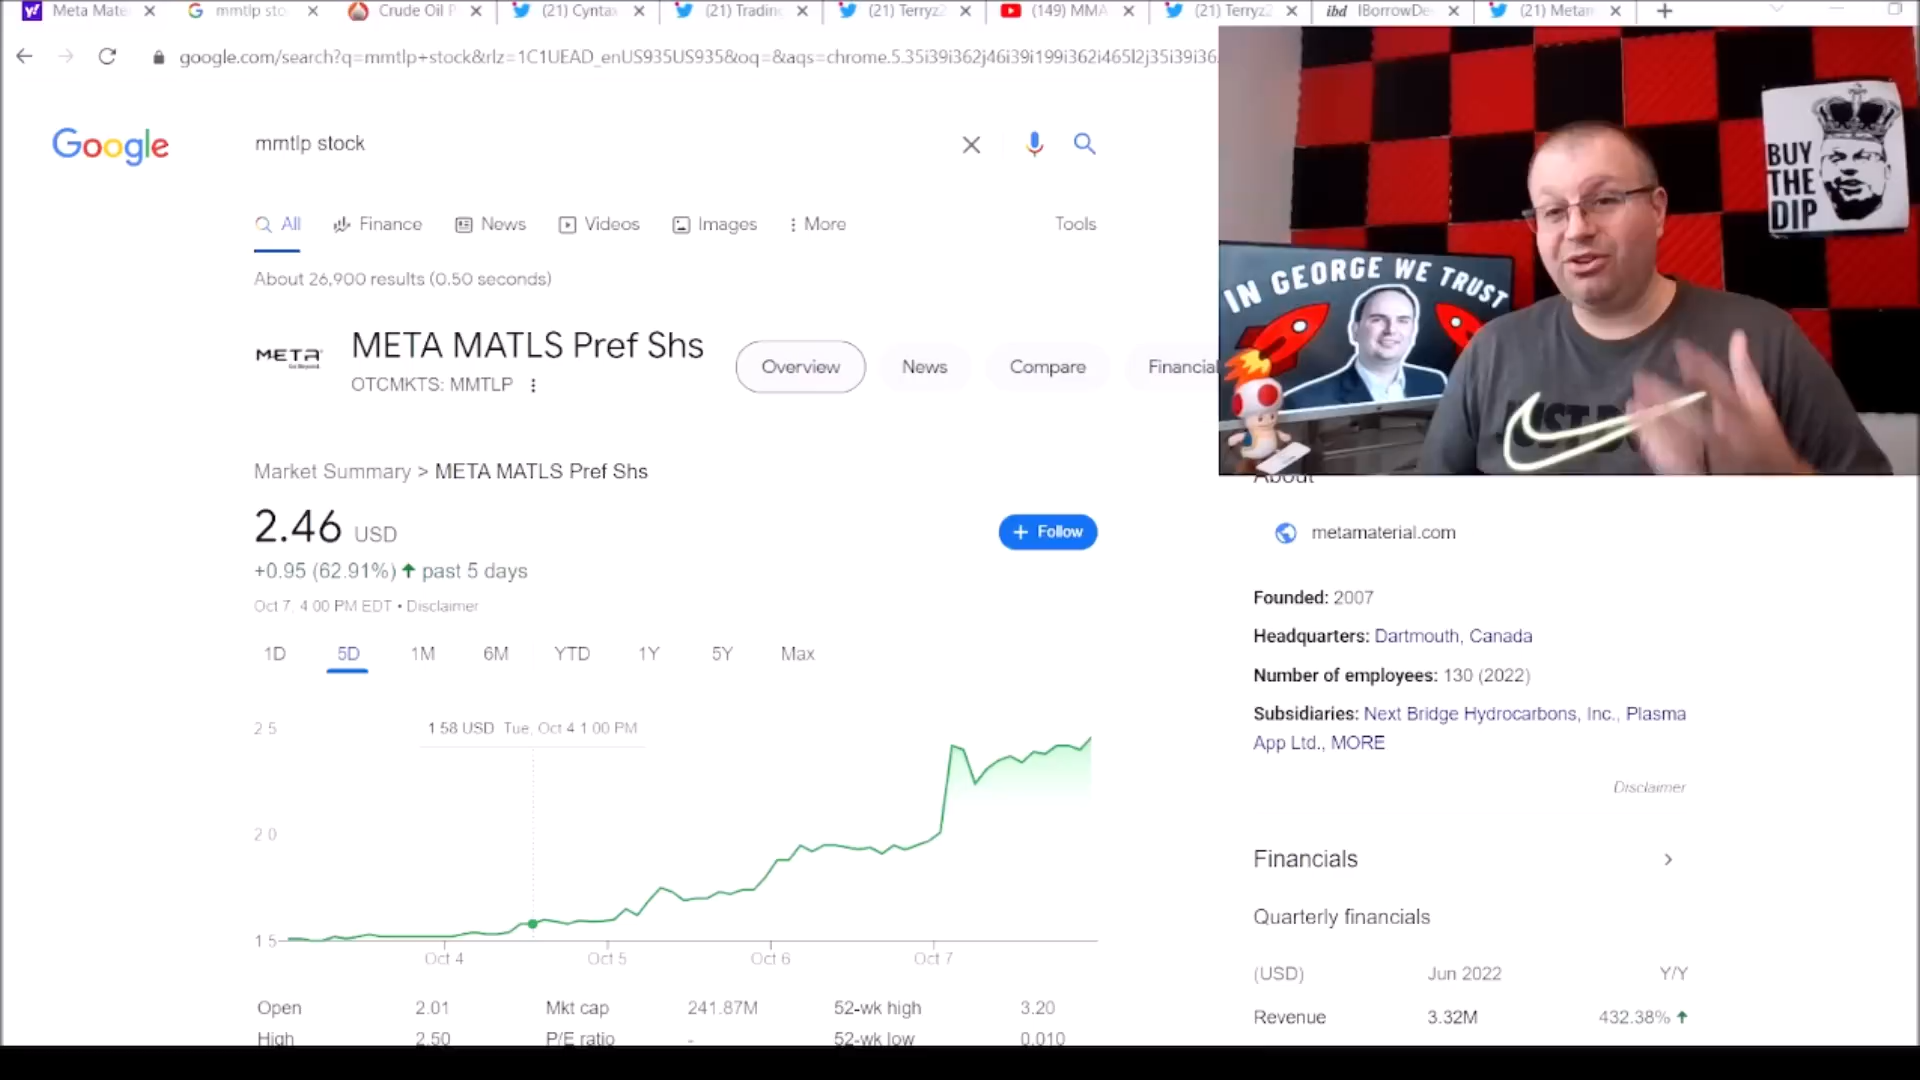 Meta Mate
mmtlp sto
Crude Oil P
(21) Cynta
(21) Tradin
(21) Terryz
(149) MMA
(21) Terryz
ibd IBorrowDe
(21) Metam
google.com/search?q=mmtlp+stock&rlz=1C1UEAD_enUS935US935&oq=&aqs=chrome.5.35i39i362j46i39i199i362i465l2j35i39i36
Google
mmtlp stock
All
Finance
News
Videos
Images
More
Tools
About 26,900 results (0.50 seconds)
META
META MATLS Pref Shs
OTCMKTS: MMTLP
Overview
News
Compare
Financial
Market Summary > META MATLS Pref Shs
2.46 USD
+0.95 (62.91%) past 5 days
Oct 7, 4:00 PM EDT • Disclaimer
+ Follow
1D
5D
1M
6M
YTD
1Y
5Y
Max
1.58 USD Tue, Oct 4 1:00 PM
2.5
2.0
1.5
Oct 4
Oct 5
Oct 6
Oct 7
Open 2.01
Mkt cap 241.87M
52-wk high 3.20
High 2.50
P/E ratio -
52-wk low 0.010
BUY
THE
DIP
IN GEORGE WE TRUST
JUST D
About
metamaterial.com
Founded: 2007
Headquarters: Dartmouth, Canada
Number of employees: 130 (2022)
Subsidiaries: Next Bridge Hydrocarbons, Inc., Plasma
App Ltd., MORE
Disclaimer
Financials
Quarterly financials
(USD) Jun 2022 Y/Y
Revenue 3.32M 432.38%